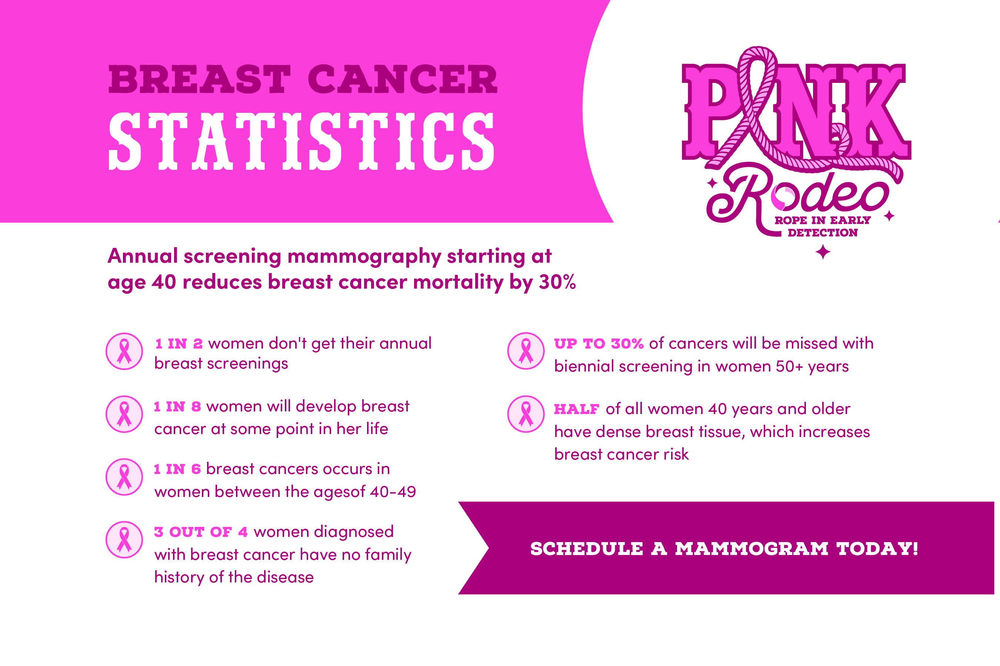 BREAST CANCER
STATISTICS
PINK
Rodeo
ROPE IN EARLY
DETECTION
Annual screening mammography starting at
age 40 reduces breast cancer mortality by 30%
1 IN 2 women don't get their annual
breast screenings
1 IN 8 women will develop breast
cancer at some point in her life
1 IN 6 breast cancers occurs in
women between the agesof 40-49
3 OUT OF 4 women diagnosed
with breast cancer have no family
history of the disease
UP TO 30% of cancers will be missed with
biennial screening in women 50+ years
HALF of all women 40 years and older
have dense breast tissue, which increases
breast cancer risk
SCHEDULE A MAMMOGRAM TODAY!